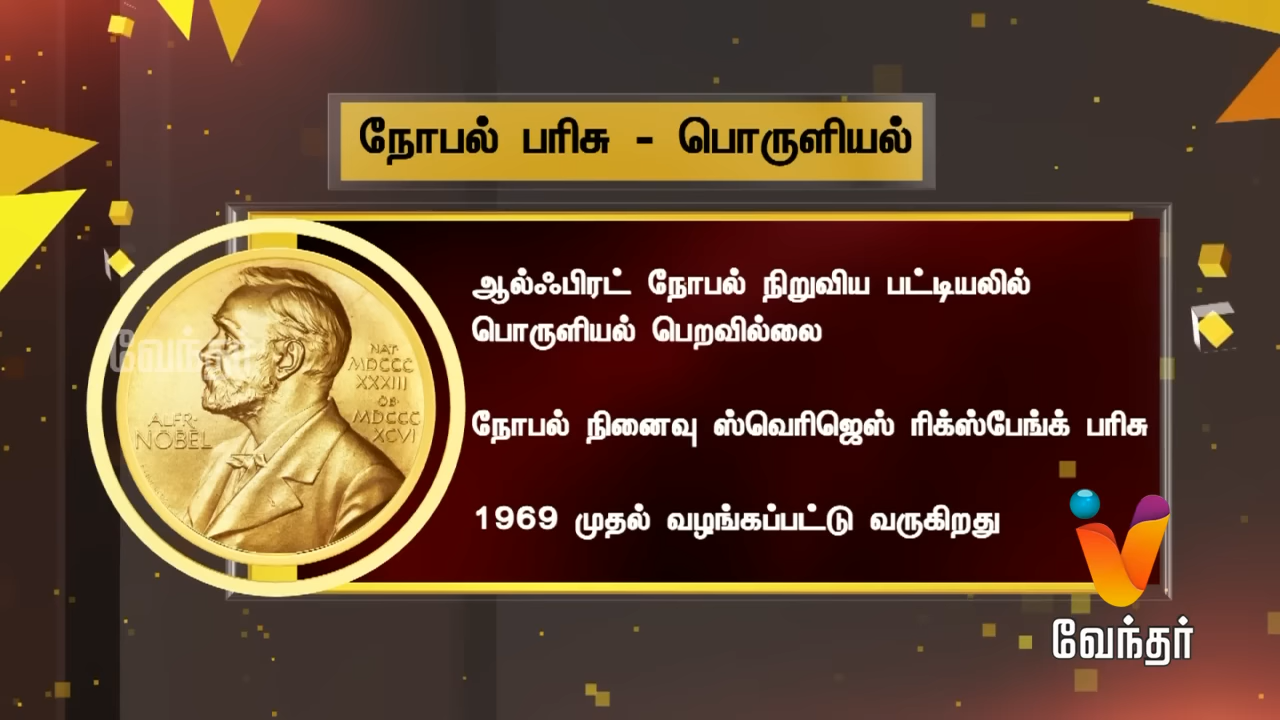 நோபல் பரிசு - பொருளியல்
ஆல்ஃபிரட் நோபல் நிறுவிய பட்டியலில்
பொருளியல் பெறவில்லை
நோபல் நினைவு ஸ்வெரிஜெஸ் ரிக்ஸ்பேங்க் பரிசு
1969 முதல் வழங்கப்பட்டு வருகிறது
வேந்தர்
NAT·
MDCCC
XXXIII
OB·
MDCCC
XCVI
ALFR·
NOBEL
வேந்தர்